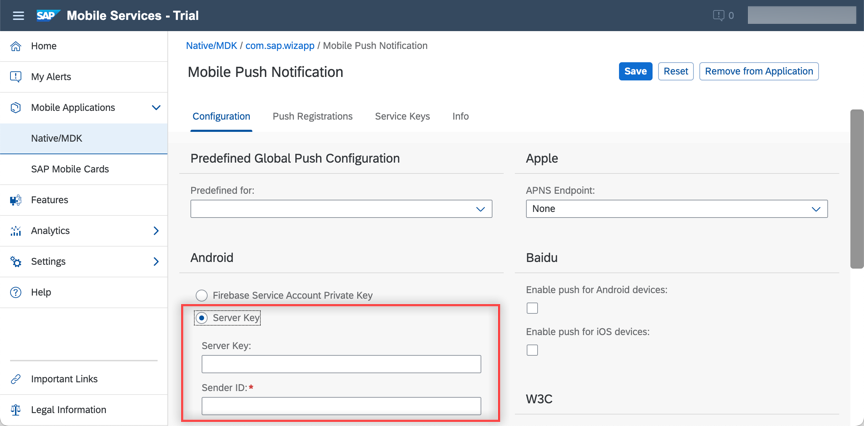 SAP Mobile Services - Trial
0
Home
My Alerts
Mobile Applications
Native/MDK
SAP Mobile Cards
Features
Analytics
Settings
Help
Important Links
Legal Information
Native/MDK / com.sap.wizapp / Mobile Push Notification
Mobile Push Notification
Save Reset Remove from Application
Configuration Push Registrations Service Keys Info
Predefined Global Push Configuration
Predefined for:
Apple
APNS Endpoint:
None
Android
Firebase Service Account Private Key
Server Key
Server Key:
Sender ID:*
Baidu
Enable push for Android devices:
Enable push for iOS devices:
W3C